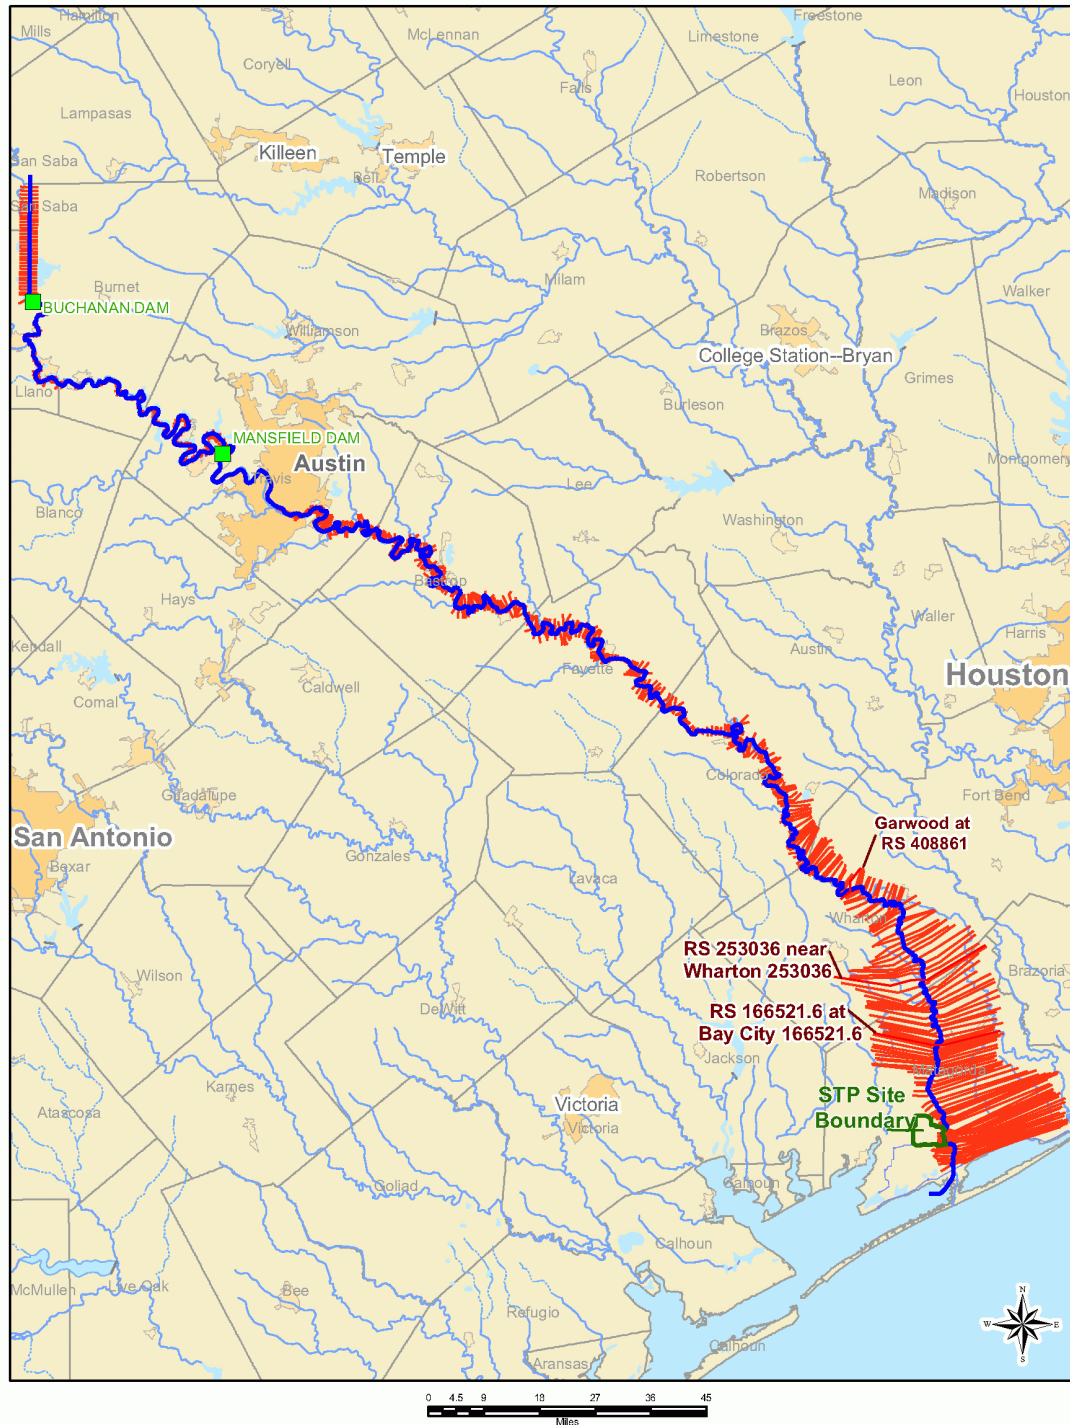 Hamilton
Freestone
Mills
McLennan
Limestone
Coryell
Falls
Leon
Houston
Lampasas
Killeen
Temple
San Saba
Bell
Robertson
Madison
San Saba
Burnet
Milam
Walker
BUCHANAN DAM
Williamson
Brazos
College Station--Bryan
Grimes
Llano
Burleson
MANSFIELD DAM
Austin
Travis
Montgomery
Lee
Blanco
Washington
Bastrop
Hays
Waller
Harris
Kendall
Austin
Fayette
Houston
Comal
Caldwell
Colorado
Guadalupe
Fort Bend
San Antonio
Garwood at
RS 408861
Gonzales
Bexar
Lavaca
Wharton
RS 253036 near
Wharton 253036
Brazoria
Wilson
DeWitt
RS 166521.6 at
Bay City 166521.6
Jackson
Matagorda
Karnes
STP Site
Boundary
Atascosa
Victoria
Victoria
Calhoun
Goliad
Calhoun
McMullen
Live Oak
Bee
Refugio
N
W
E
S
Calhoun
Aransas
0 4.5 9 18 27 36 45
Miles